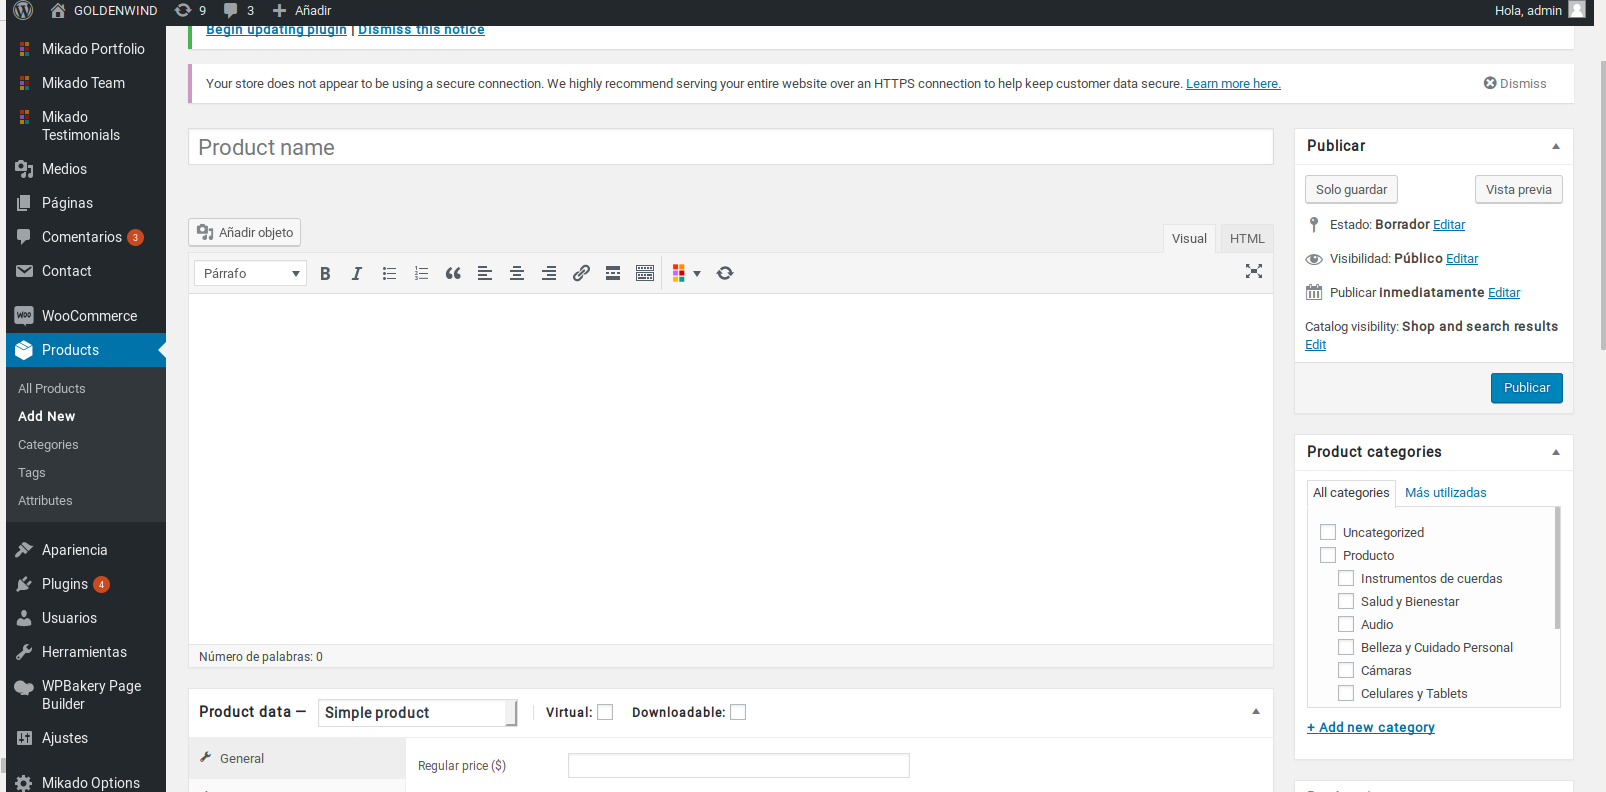 GOLDENWIND 9 3 Añadir Hola, admin
Mikado Portfolio
Mikado Team
Mikado
Testimonials
Medios
Páginas
Comentarios 3
Contact
WooCommerce
Products
All Products
Add New
Categories
Tags
Attributes
Apariencia
Plugins 4
Usuarios
Herramientas
WPBakery Page
Builder
Ajustes
Mikado Options
Begin updating plugin | Dismiss this notice
Your store does not appear to be using a secure connection. We highly recommend serving your entire website over an HTTPS connection to help keep customer data secure. Learn more here. Dismiss
Product name
Añadir objeto
Visual HTML
Párrafo B I
Número de palabras: 0
Product data — Simple product Virtual: Downloadable:
General
Regular price ($)
Publicar
Solo guardar Vista previa
Estado: Borrador Editar
Visibilidad: Público Editar
Publicar inmediatamente Editar
Catalog visibility: Shop and search results
Edit
Publicar
Product categories
All categories Más utilizadas
Uncategorized
Producto
Instrumentos de cuerdas
Salud y Bienestar
Audio
Belleza y Cuidado Personal
Cámaras
Celulares y Tablets
+ Add new category